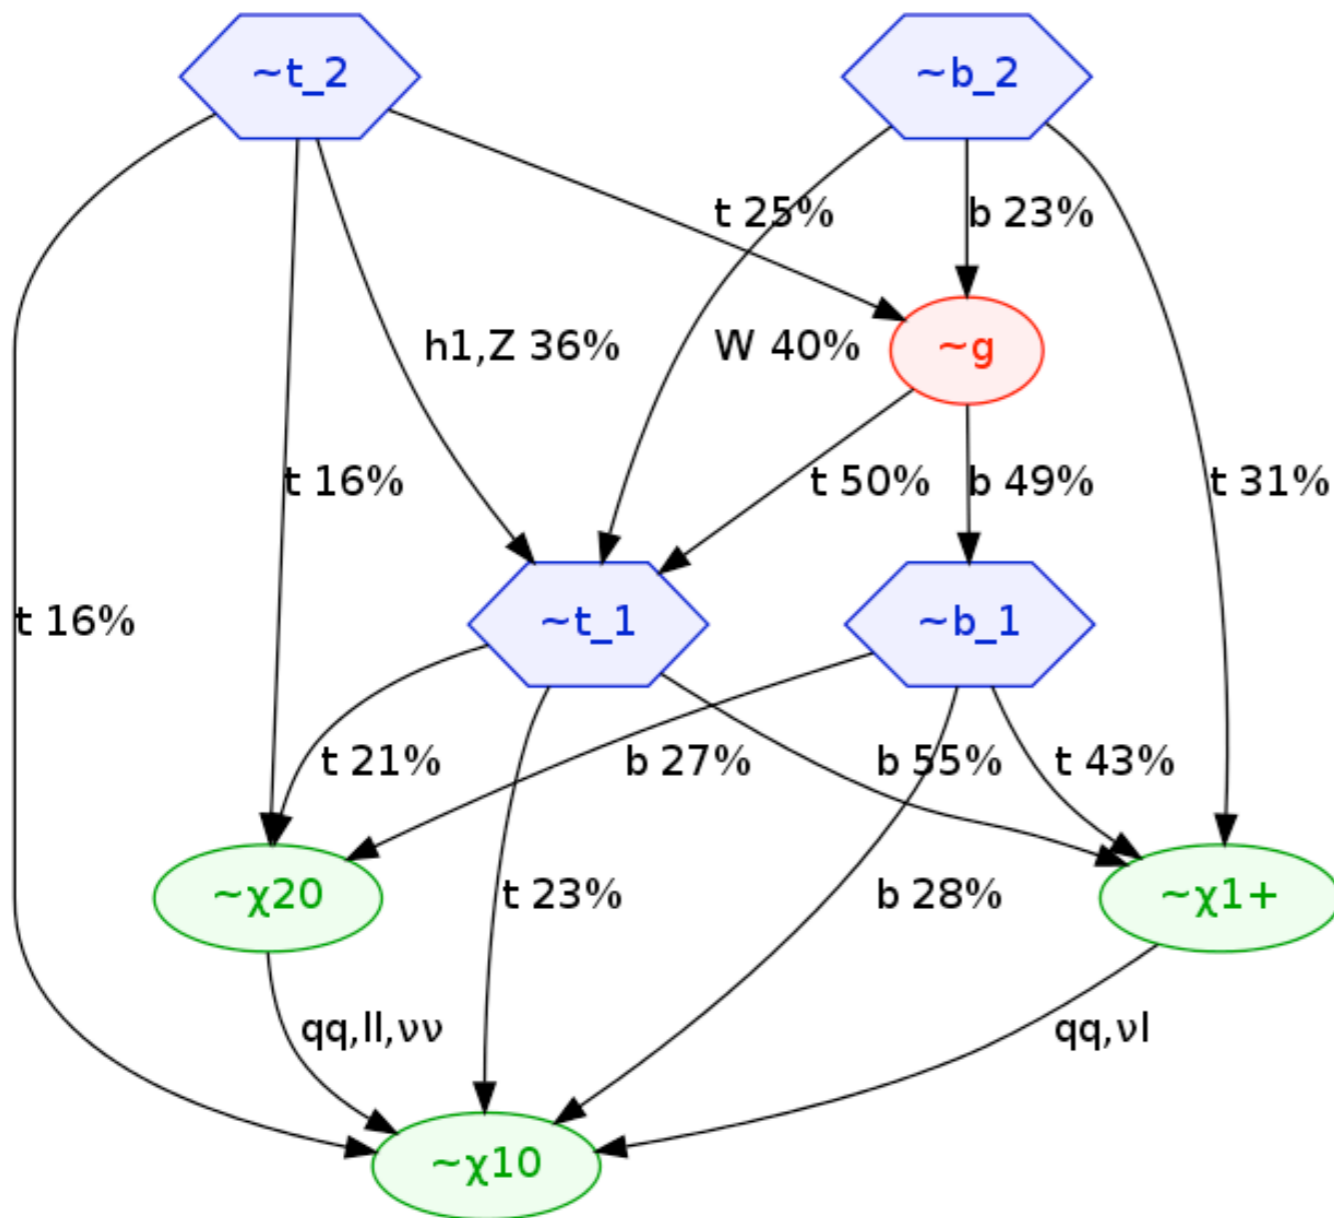 ~t_2
~b_2
t 25%
b 23%
h1,Z 36%
W 40%
~g
t 16%
t 50%
b 49%
t 31%
t 16%
~t_1
~b_1
t 21%
b 27%
b 55%
t 43%
~χ20
t 23%
b 28%
~χ1+
qq,ll,νν
qq,νl
~χ10